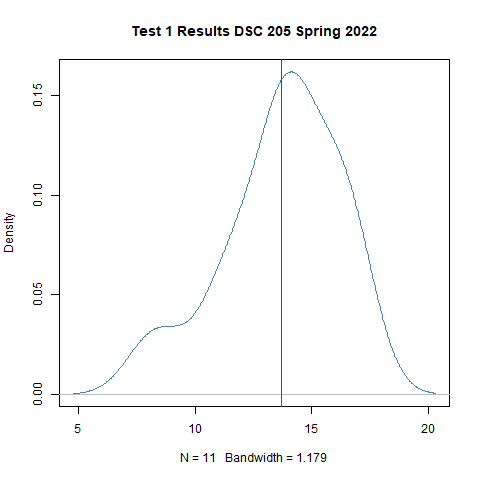 Test 1 Results DSC 205 Spring 2022
Density
0.15
0.10
0.05
0.00
5 10 15 20
N = 11 Bandwidth = 1.179